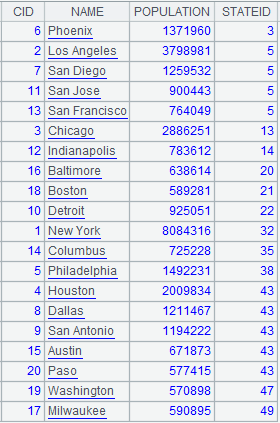 CID NAME POPULATION STATEID
6 Phoenix 1371960 3
2 Los Angeles 3798981 5
7 San Diego 1259532 5
11 San Jose 900443 5
13 San Francisco 764049 5
3 Chicago 2886251 13
12 Indianapolis 783612 14
16 Baltimore 638614 20
18 Boston 589281 21
10 Detroit 925051 22
1 New York 8084316 32
14 Columbus 725228 35
5 Philadelphia 1492231 38
4 Houston 2009834 43
8 Dallas 1211467 43
9 San Antonio 1194222 43
15 Austin 671873 43
20 Paso 577415 43
19 Washington 570898 47
17 Milwaukee 590895 49